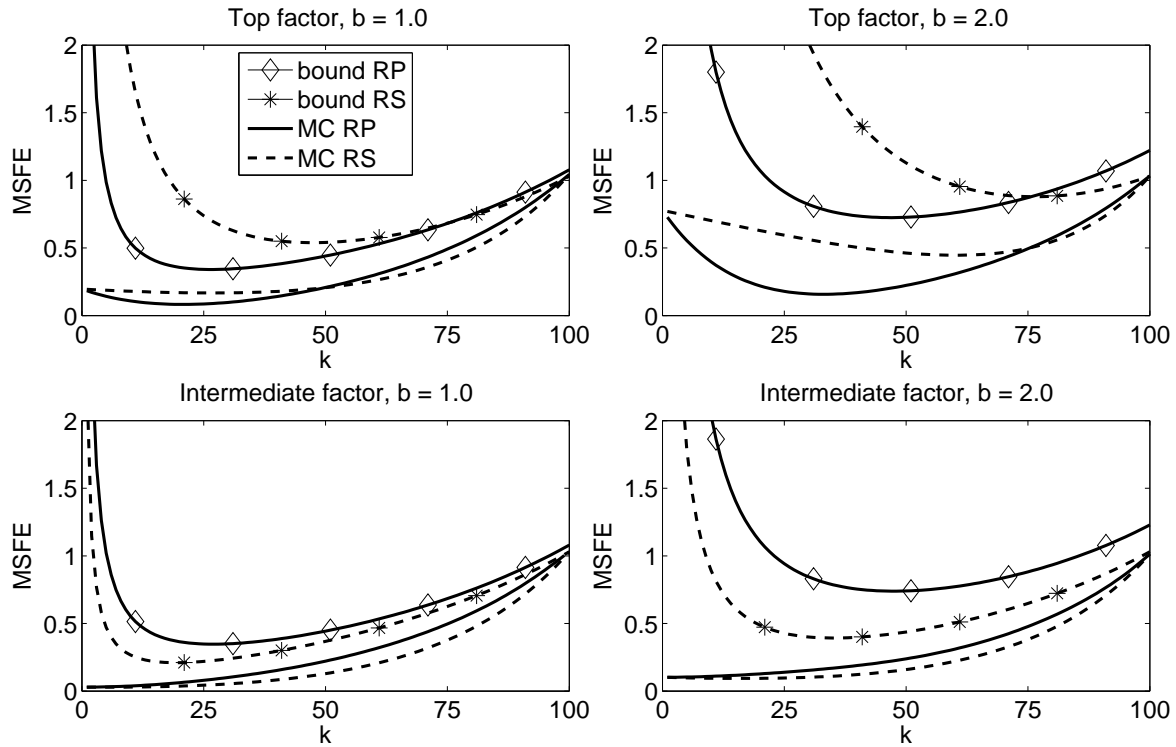 Top factor, b = 1.0
2
1.5
1
0.5
0
MSFE
0 25 50 75 100
k
bound RP
bound RS
MC RP
MC RS
Top factor, b = 2.0
2
1.5
1
0.5
0
MSFE
0 25 50 75 100
k
Intermediate factor, b = 1.0
2
1.5
1
0.5
0
MSFE
0 25 50 75 100
k
Intermediate factor, b = 2.0
2
1.5
1
0.5
0
MSFE
0 25 50 75 100
k